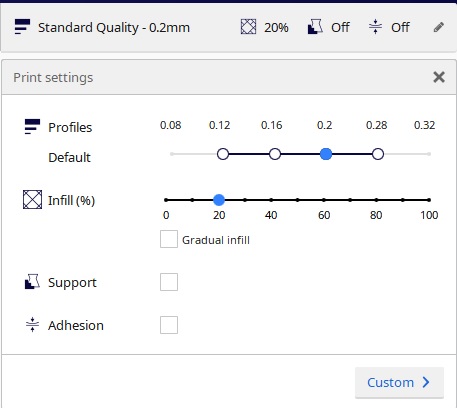 Standard Quality - 0.2mm 20% Off Off
Print settings
Profiles 0.08 0.12 0.16 0.2 0.28 0.32
Default
Infill (%)
0 20 40 60 80 100
Gradual infill
Support
Adhesion
Custom